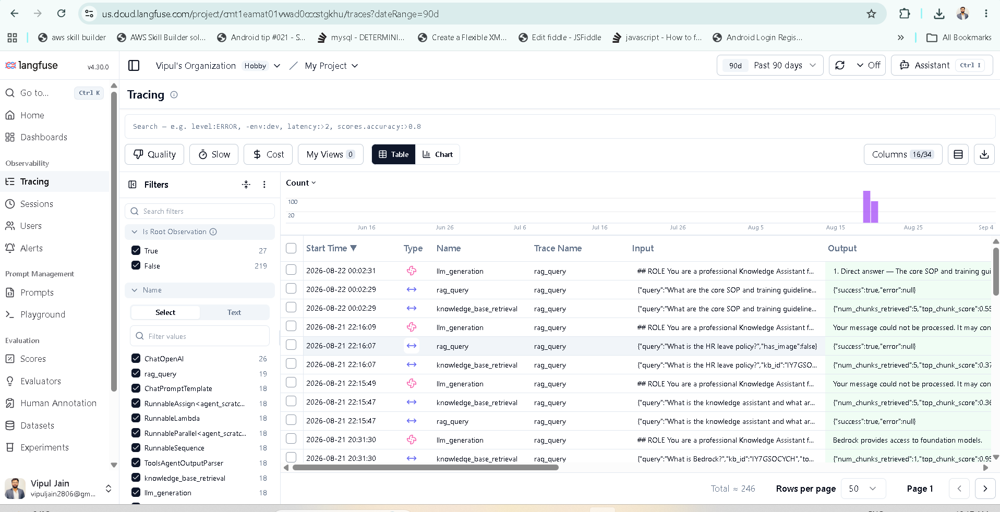 us.cloud.langfuse.com/project/cmt1eamat01vwad0cccstgkhu/traces?dateRange=90d
aws skill builder
AWS Skill Builder sol...
Android tip #021 - S...
mysql - DETERMINI...
Create a Flexible XM...
Edit fiddle - JSFiddle
javascript - How to f...
Android Login Regis...
All Bookmarks
langfuse
v4.30.0
Vipul's Organization Hobby
My Project
90d Past 90 days
Off
Assistant Ctrl I
Go to... Ctrl K
Home
Dashboards
Observability
Tracing
Sessions
Users
Alerts
Prompt Management
Prompts
Playground
Evaluation
Scores
Evaluators
Human Annotation
Datasets
Experiments
Vipul Jain
vipuljain2806@gm...
Tracing
Search — e.g. level:ERROR, -env:dev, latency:>2, scores.accuracy:>0.8
Quality
Slow
Cost
My Views 0
Table
Chart
Columns 16/34
Filters
Search filters
Is Root Observation
True 27
False 219
Name
Select Text
Filter values
ChatOpenAI 26
rag_query 19
ChatPromptTemplate 18
RunnableAssign<agent_scratc... 18
RunnableLambda 18
RunnableParallel<agent_scratc... 18
RunnableSequence 18
ToolsAgentOutputParser 18
knowledge_base_retrieval 18
llm_generation 18
Count
100
20
Jun 16 Jun 26 Jul 6 Jul 16 Jul 26 Aug 5 Aug 15 Aug 25 Sep 4
Start Time ▼ Type Name Trace Name Input Output
2026-08-22 00:02:31 llm_generation rag_query ## ROLE You are a professional Knowledge Assistant f... 1. Direct answer — The core SOP and training gui
2026-08-22 00:02:29 rag_query rag_query {"query":"What are the core SOP and training guideline... {"success":true,"error":null}
2026-08-22 00:02:29 knowledge_base_retrieval rag_query {"query":"What are the core SOP and training guideline... {"num_chunks_retrieved":5,"top_chunk_score":0.55
2026-08-21 22:16:09 llm_generation rag_query ## ROLE You are a professional Knowledge Assistant f... Your message could not be processed. It may con
2026-08-21 22:16:07 rag_query rag_query {"query":"What is the HR leave policy?","has_image":false} {"success":true,"error":null}
2026-08-21 22:16:07 knowledge_base_retrieval rag_query {"query":"What is the HR leave policy?","kb_id":"IY7GSO... {"num_chunks_retrieved":5,"top_chunk_score":0.37
2026-08-21 22:15:49 llm_generation rag_query ## ROLE You are a professional Knowledge Assistant f... Your message could not be processed. It may con
2026-08-21 22:15:47 knowledge_base_retrieval rag_query {"query":"What is the knowledge assistant and what ar... {"num_chunks_retrieved":5,"top_chunk_score":0.36
2026-08-21 22:15:47 rag_query rag_query {"query":"What is the knowledge assistant and what ar... {"success":true,"error":null}
2026-08-21 20:31:30 llm_generation rag_query ## ROLE You are a professional Knowledge Assistant f... Bedrock provides access to foundation models.
2026-08-21 20:31:30 knowledge_base_retrieval rag_query {"query":"What is Bedrock?","kb_id":"IY7GSOCYCH","to... {"num_chunks_retrieved":1,"top_chunk_score":0.95
Total ≈ 246
Rows per page 50
Page 1